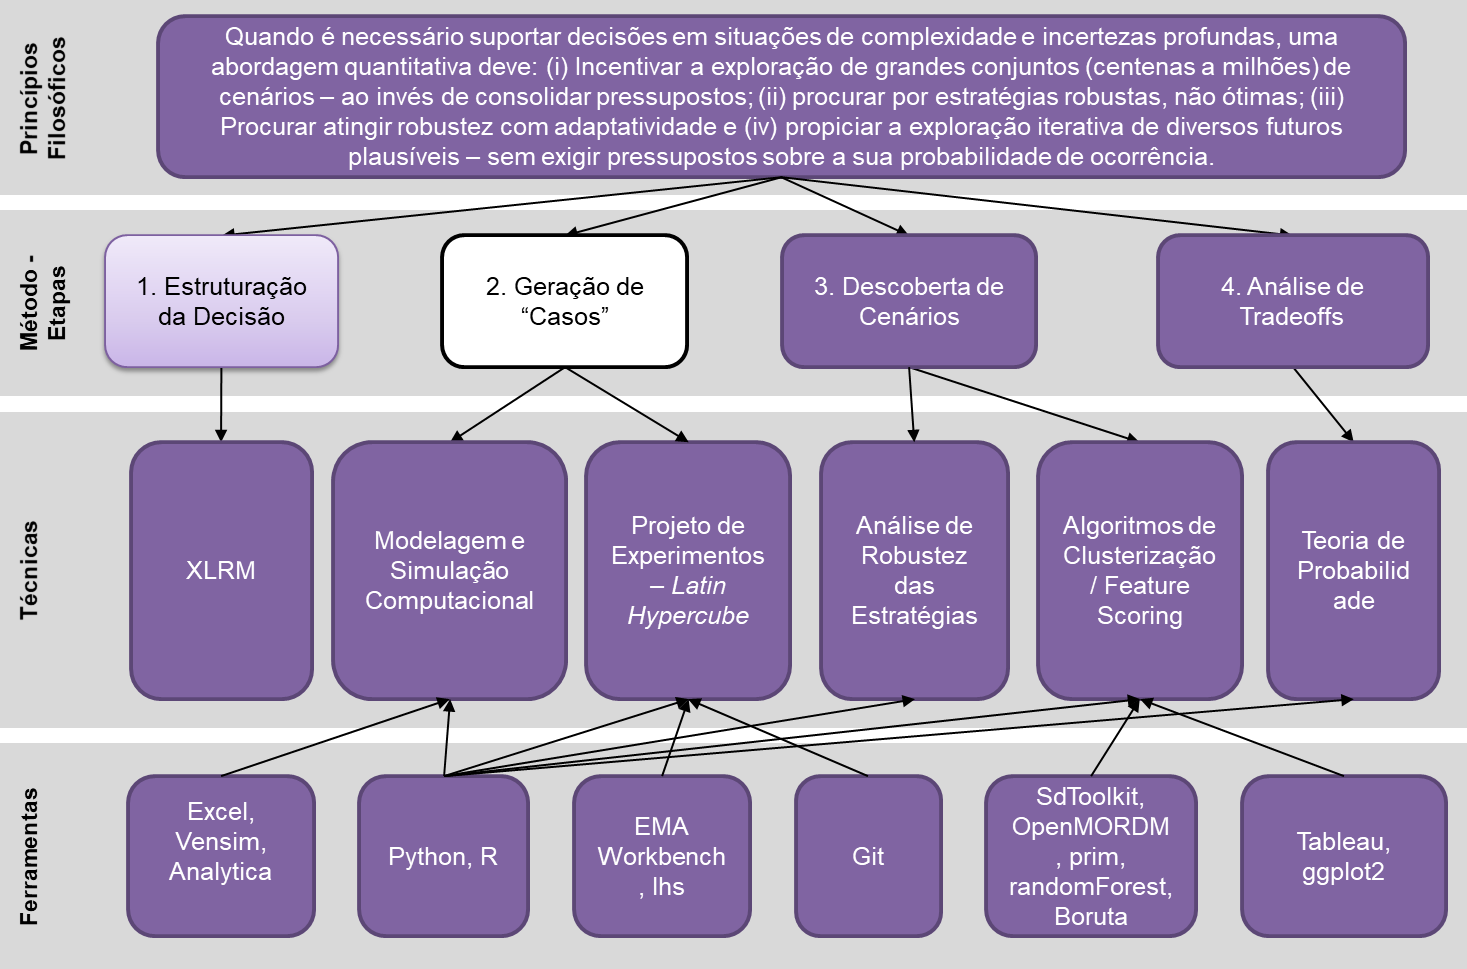 Princípios
Filosóficos
Quando é necessário suportar decisões em situações de complexidade e incertezas profundas, uma
abordagem quantitativa deve: (i) Incentivar a exploração de grandes conjuntos (centenas a milhões) de
cenários – ao invés de consolidar pressupostos; (ii) procurar por estratégias robustas, não ótimas; (iii)
Procurar atingir robustez com adaptatividade e (iv) propiciar a exploração iterativa de diversos futuros
plausíveis – sem exigir pressupostos sobre a sua probabilidade de ocorrência.
Método -
Etapas
1. Estruturação
da Decisão
2. Geração de
“Casos”
3. Descoberta de
Cenários
4. Análise de
Tradeoffs
Técnicas
XLRM
Modelagem e
Simulação
Computacional
Projeto de
Experimentos
– Latin
Hypercube
Análise de
Robustez
das
Estratégias
Algoritmos de
Clusterização
/ Feature
Scoring
Teoria de
Probabilid
ade
Ferramentas
Excel,
Vensim,
Analytica
Python, R
EMA
Workbench
, lhs
Git
SdToolkit,
OpenMORDM
, prim,
randomForest,
Boruta
Tableau,
ggplot2